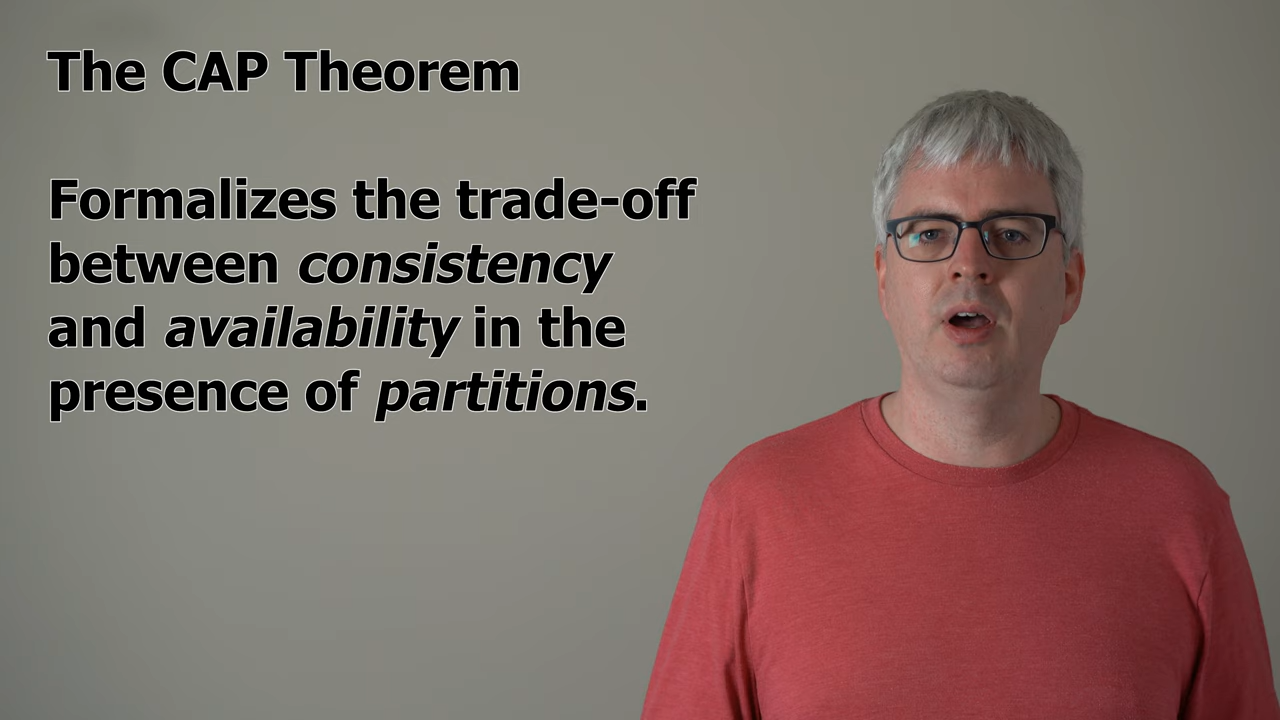 The CAP Theorem
Formalizes the trade-off
between consistency
and availability in the
presence of partitions.